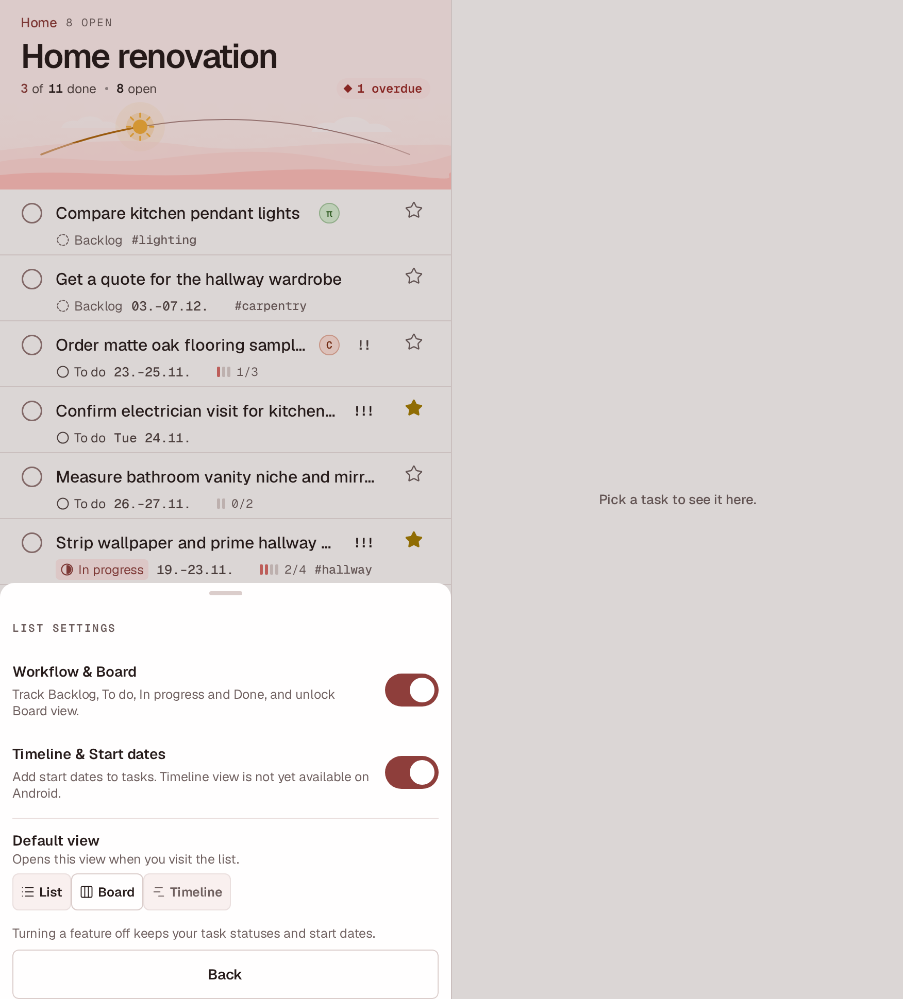 Home 8 OPEN
Home renovation
3 of 11 done • 8 open
◆ 1 overdue
Compare kitchen pendant lights π
Backlog #lighting
Get a quote for the hallway wardrobe
Backlog 03.–07.12. #carpentry
Order matte oak flooring sampl... C !!
To do 23.–25.11. 1/3
Confirm electrician visit for kitchen... !!!
To do Tue 24.11.
Measure bathroom vanity niche and mirr...
To do 26.–27.11. 0/2
Strip wallpaper and prime hallway ... !!!
In progress 19.–23.11. 2/4 #hallway
Pick a task to see it here.
LIST SETTINGS
Workflow & Board
Track Backlog, To do, In progress and Done, and unlock
Board view.
Timeline & Start dates
Add start dates to tasks. Timeline view is not yet available on
Android.
Default view
Opens this view when you visit the list.
List Board Timeline
Turning a feature off keeps your task statuses and start dates.
Back